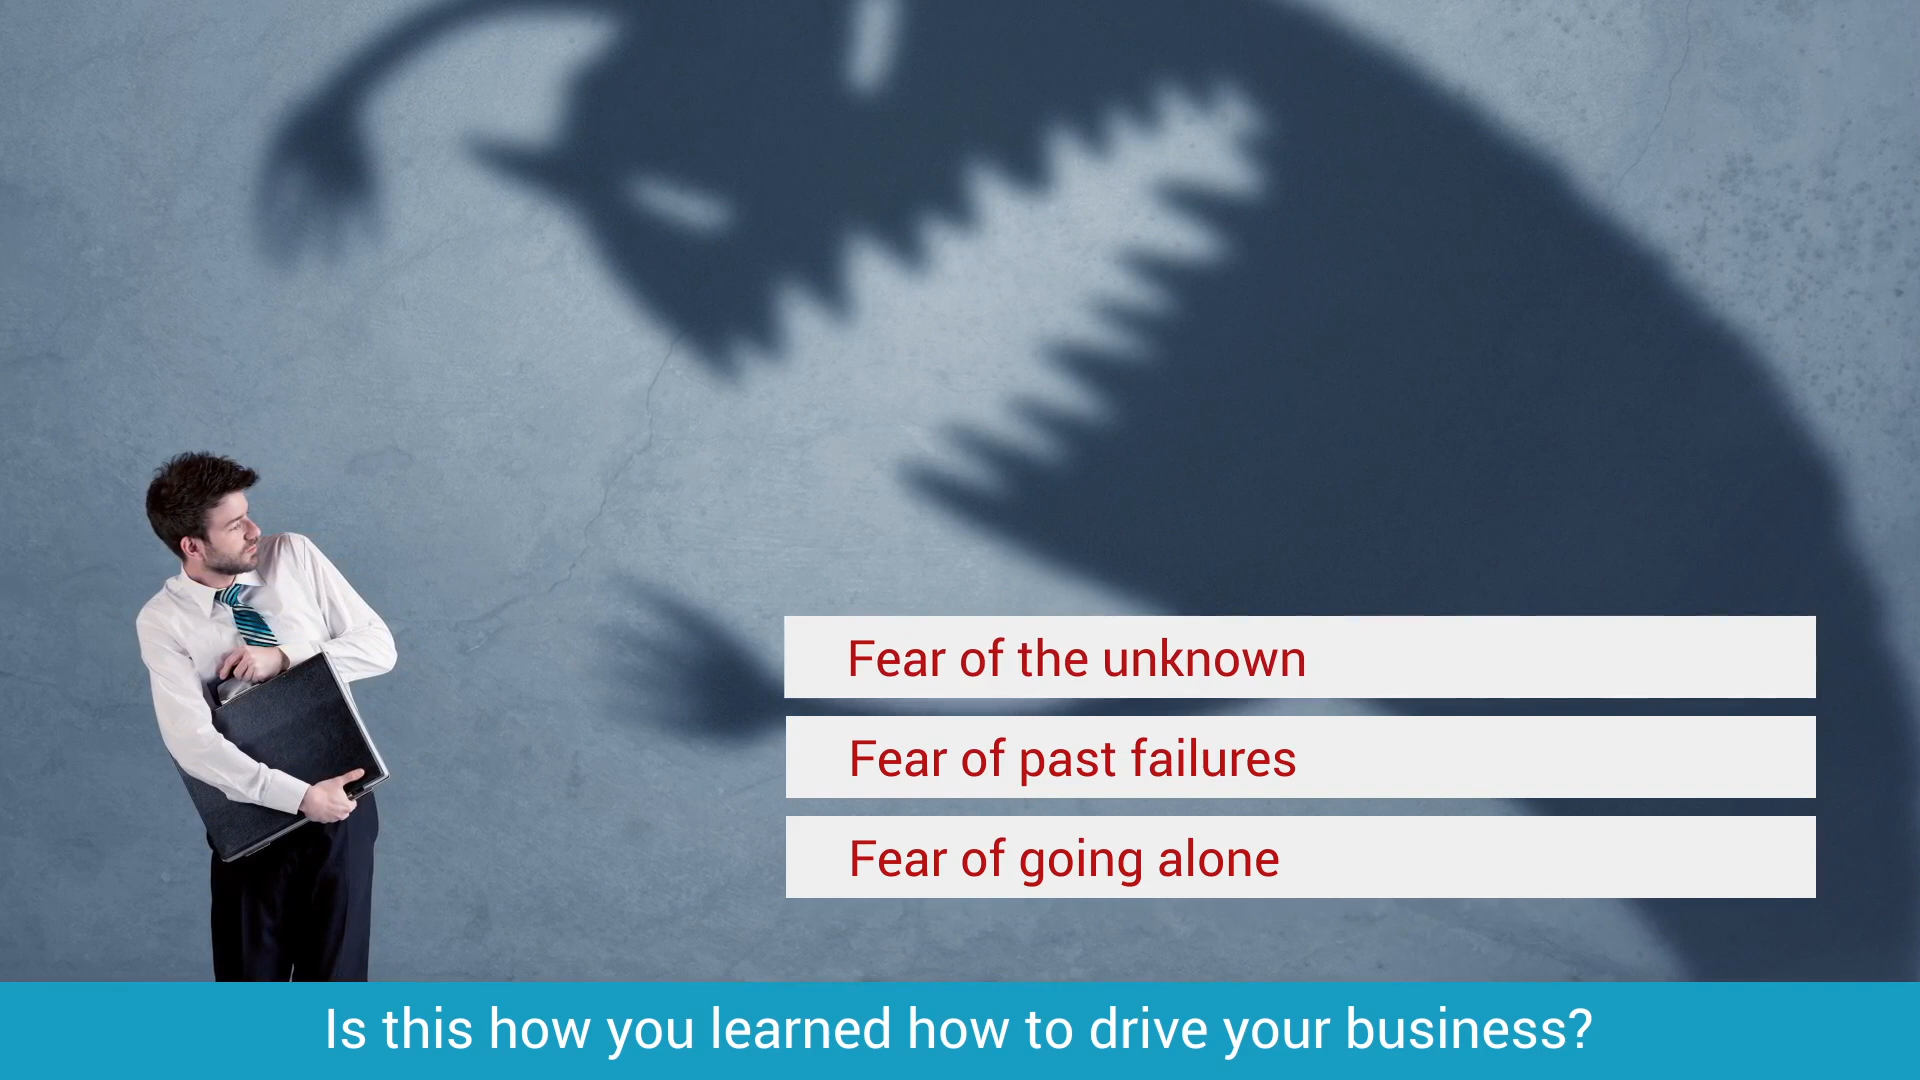 Fear of the unknown
Fear of past failures
Fear of going alone
Is this how you learned how to drive your business?